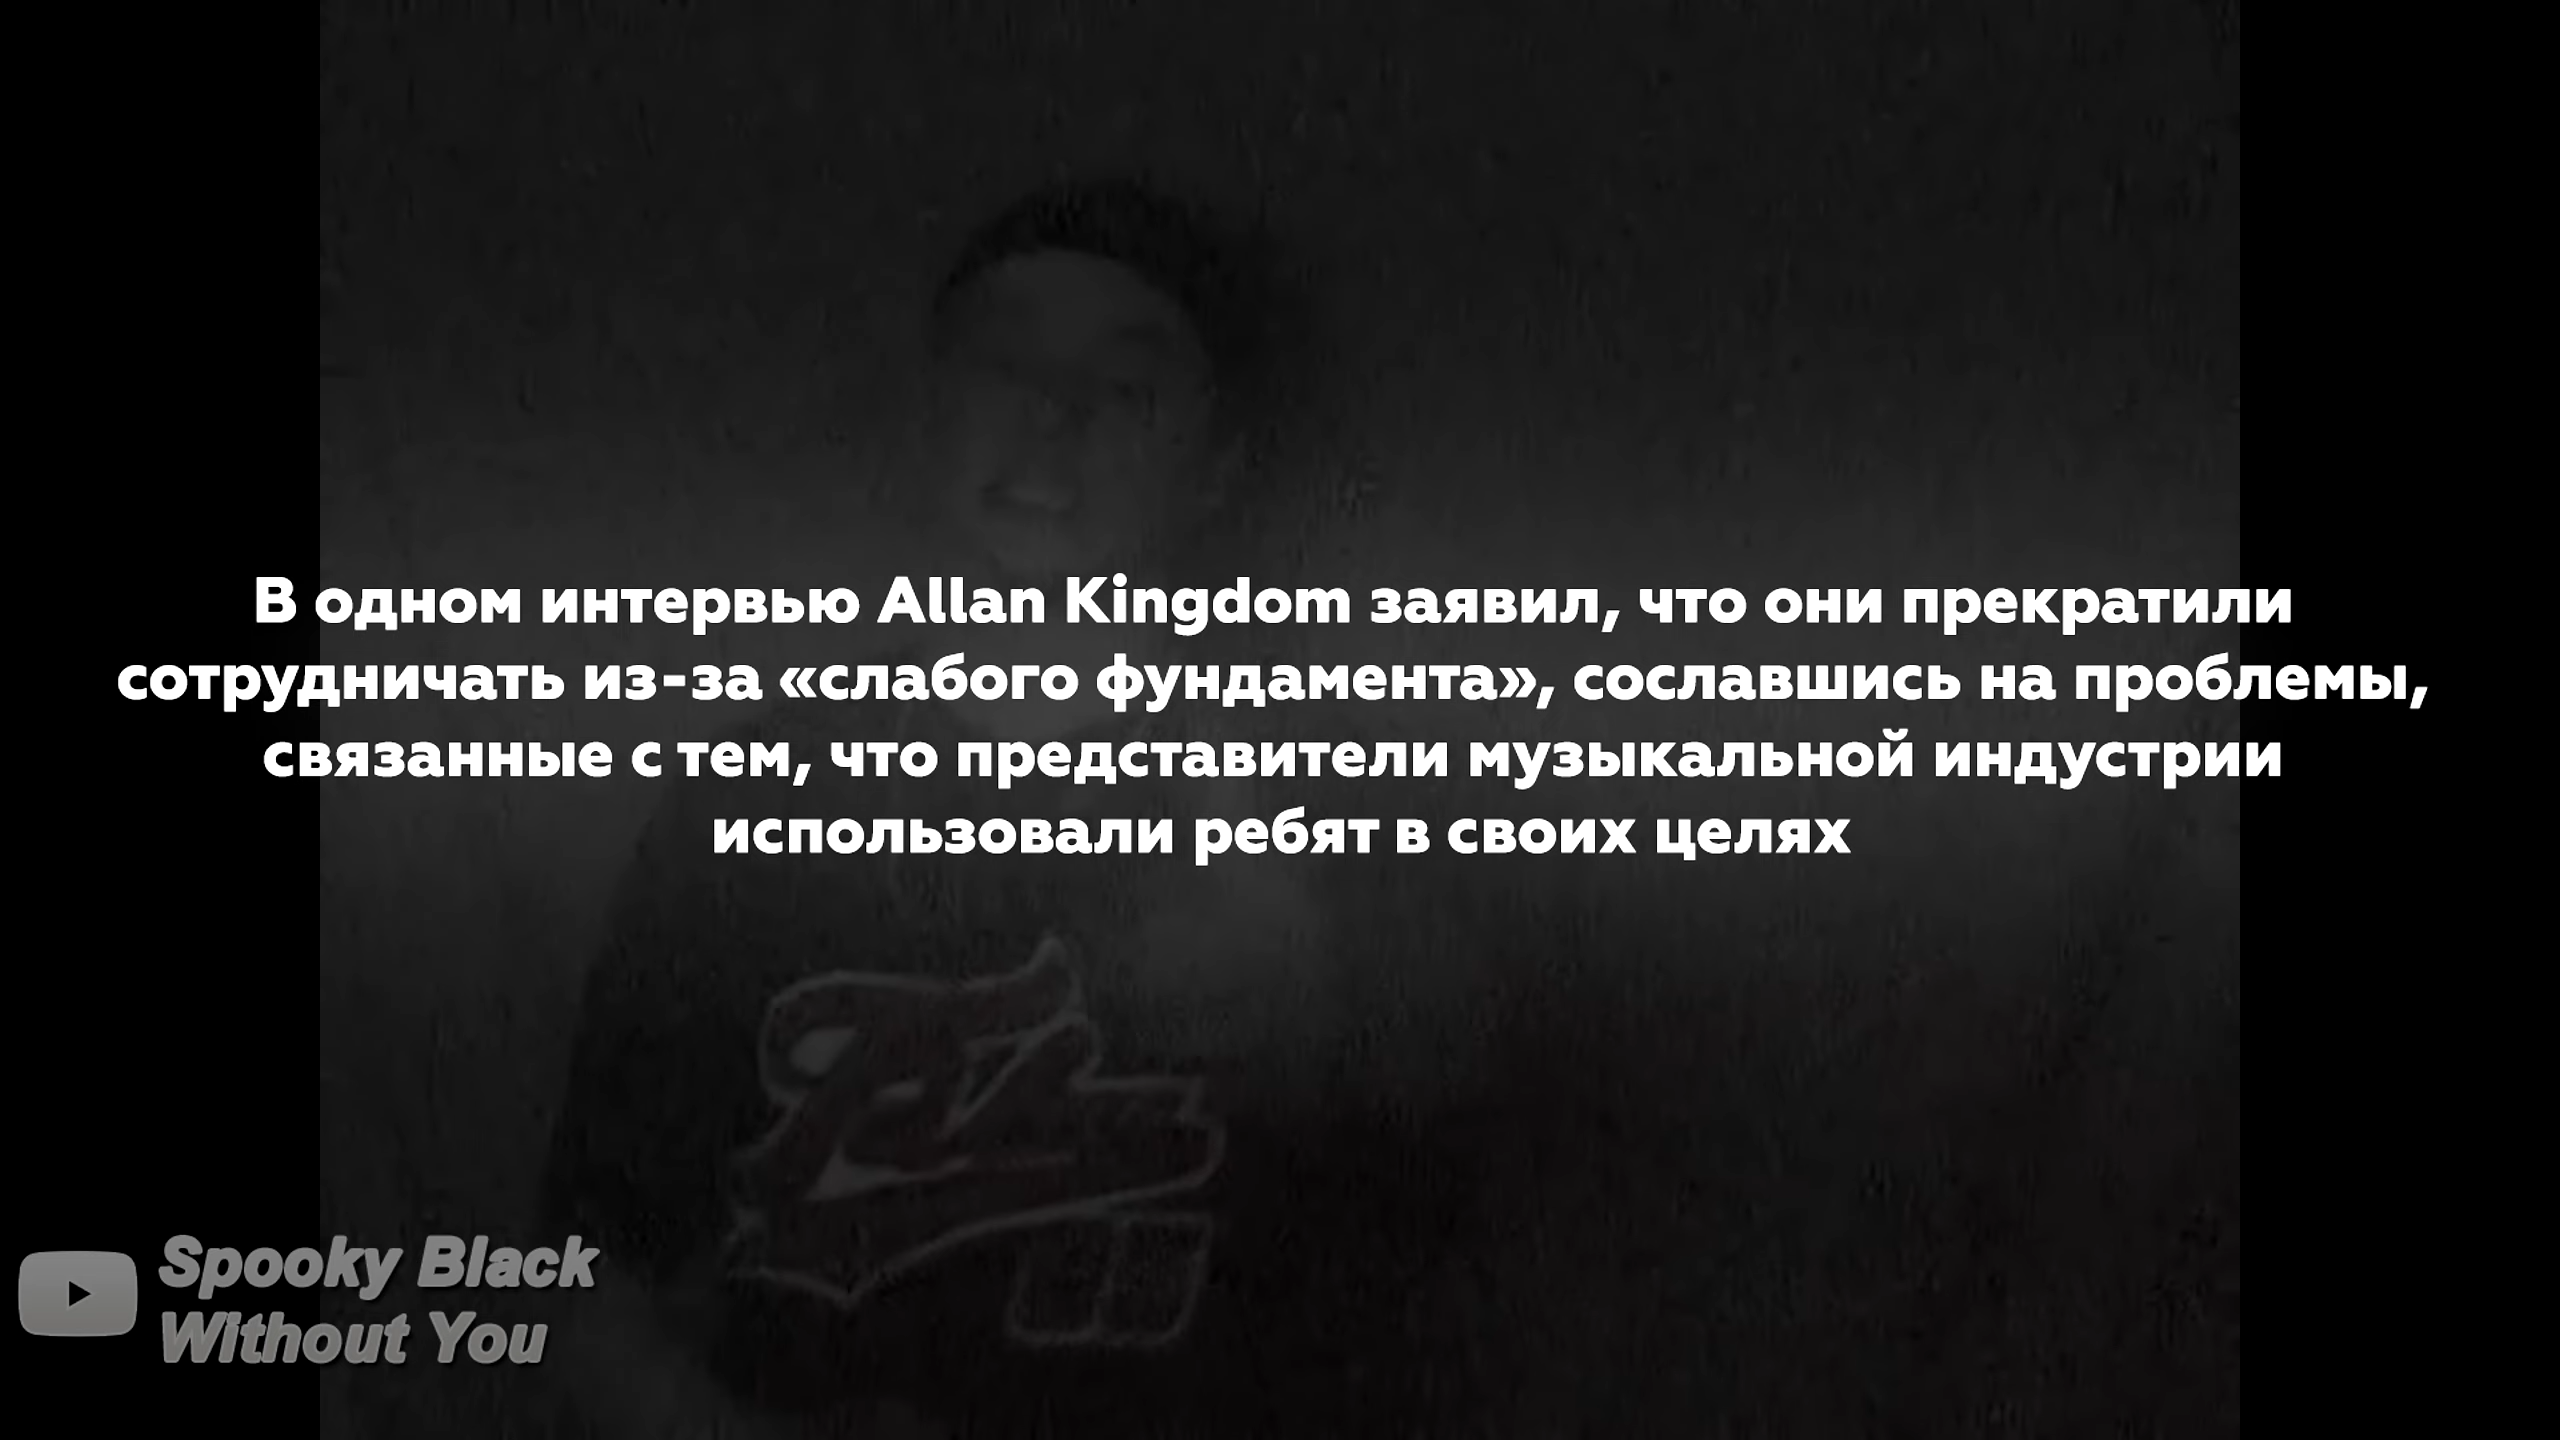 В одном интервью Allan Kingdom заявил, что они прекратили
сотрудничать из-за «слабого фундамента», сославшись на проблемы,
связанные с тем, что представители музыкальной индустрии
использовали ребят в своих целях
Spooky Black
Without You